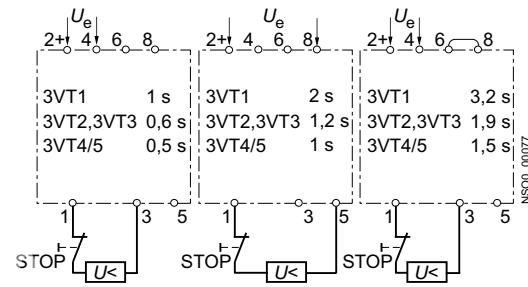 Ue Ue Ue
2+ 4 6 8 2+ 4 6 8 2+ 4 6 8
3VT1 1 s
3VT2,3VT3 0,6 s
3VT4/5 0,5 s
3VT1 2 s
3VT2,3VT3 1,2 s
3VT4/5 1 s
3VT1 3,2 s
3VT2,3VT3 1,9 s
3VT4/5 1,5 s
1 3 5 1 3 5 1 3 5
STOP U< STOP U< STOP U<
NSO0_00077